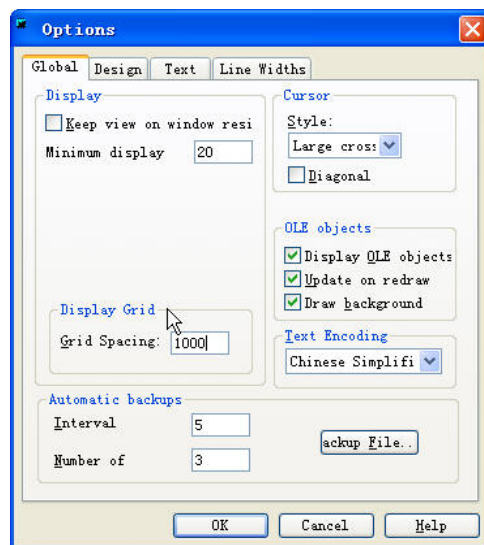 Options
Global Design Text Line Widths
Display
Keep view on window resi
Minimum display 20
Display Grid
Grid Spacing: 1000
Cursor
Style:
Large cros
Diagonal
OLE objects
Display OLE objects
Update on redraw
Draw background
Text Encoding
Chinese Simplifi
Automatic backups
Interval 5
Number of 3
ackup File..
OK Cancel Help